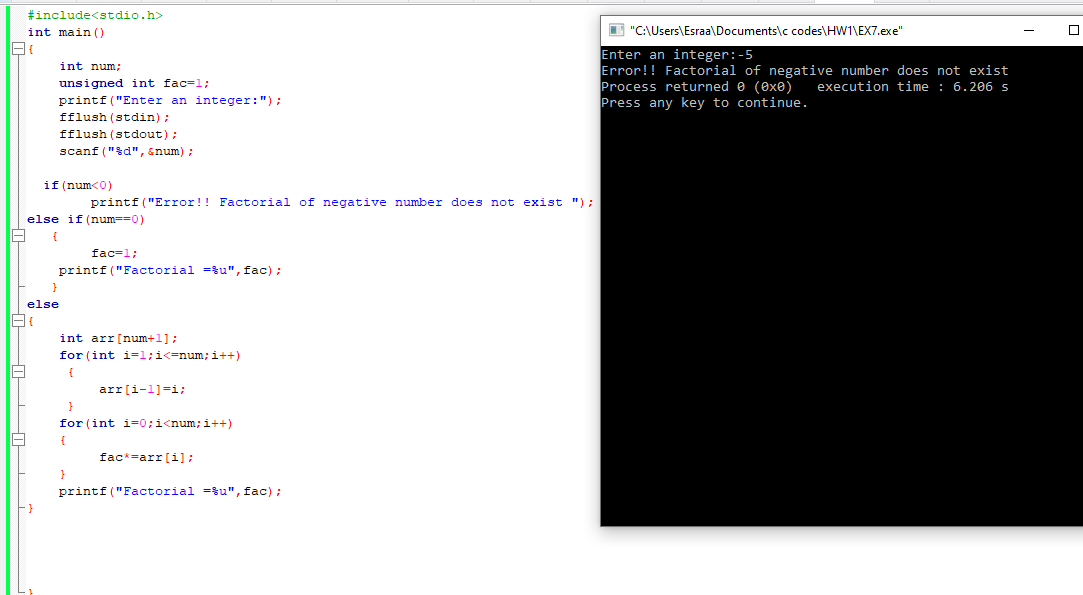 #include<stdio.h>
int main()
{
int num;
unsigned int fac=1;
printf("Enter an integer:");
fflush(stdin);
fflush(stdout);
scanf("%d",&num);
if(num<0)
printf("Error!! Factorial of negative number does not exist ");
else if(num==0)
{
fac=1;
printf("Factorial =%u",fac);
}
else
{
int arr[num+1];
for(int i=1;i<=num;i++)
{
arr[i-1]=i;
}
for(int i=0;i<num;i++)
{
fac*=arr[i];
}
printf("Factorial =%u",fac);
}
}
"C:\Users\Esraa\Documents\c codes\HW1\EX7.exe"
Enter an integer:-5
Error!! Factorial of negative number does not exist
Process returned 0 (0x0)   execution time : 6.206 s
Press any key to continue.